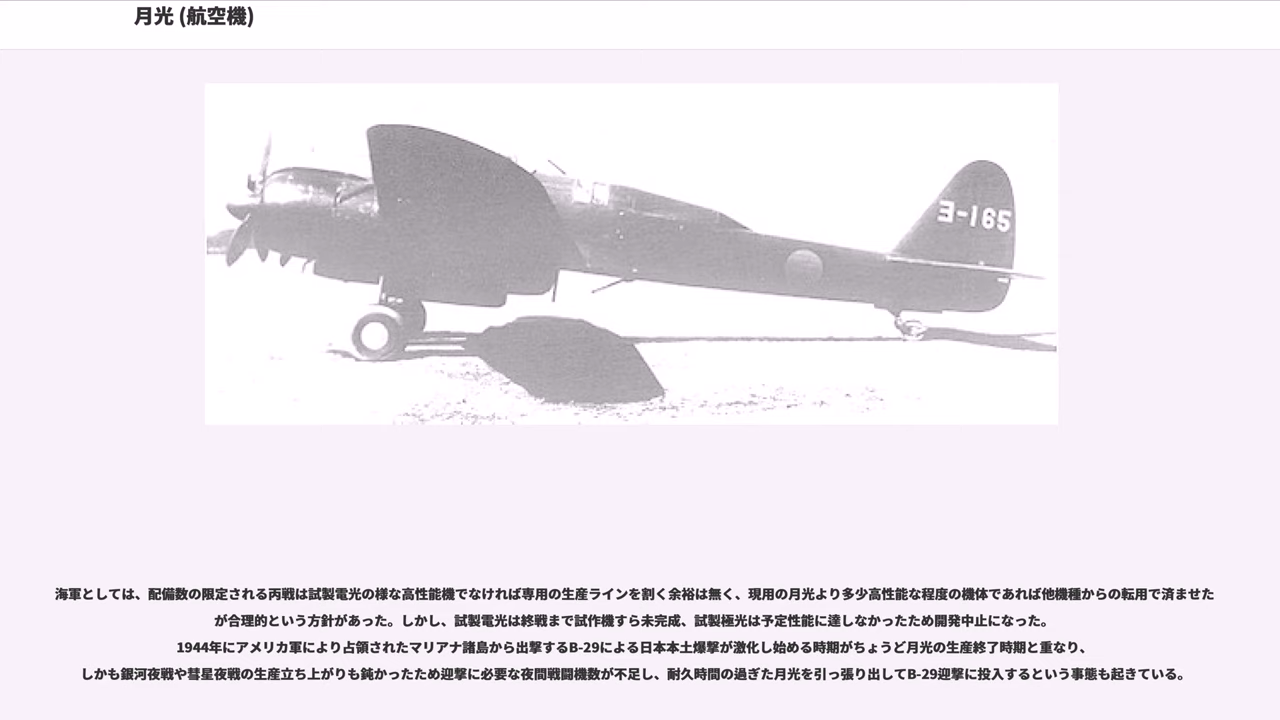 月光 (航空機)
ヨ-165
海軍としては、配備数の限定される丙戦は試製電光の様な高性能機でなければ専用の生産ラインを割く余裕は無く、現用の月光より多少高性能な程度の機体であれば他機種からの転用で済ませた
が合理的という方針があった。しかし、試製電光は終戦まで試作機すら未完成、試製極光は予定性能に達しなかったため開発中止になった。
1944年にアメリカ軍により占領されたマリアナ諸島から出撃するB-29による日本本土爆撃が激化し始める時期がちょうど月光の生産終了時期と重なり、
しかも銀河夜戦や彗星夜戦の生産立ち上がりも鈍かったため迎撃に必要な夜間戦闘機数が不足し、耐久時間の過ぎた月光を引っ張り出してB-29迎撃に投入するという事態も起きている。